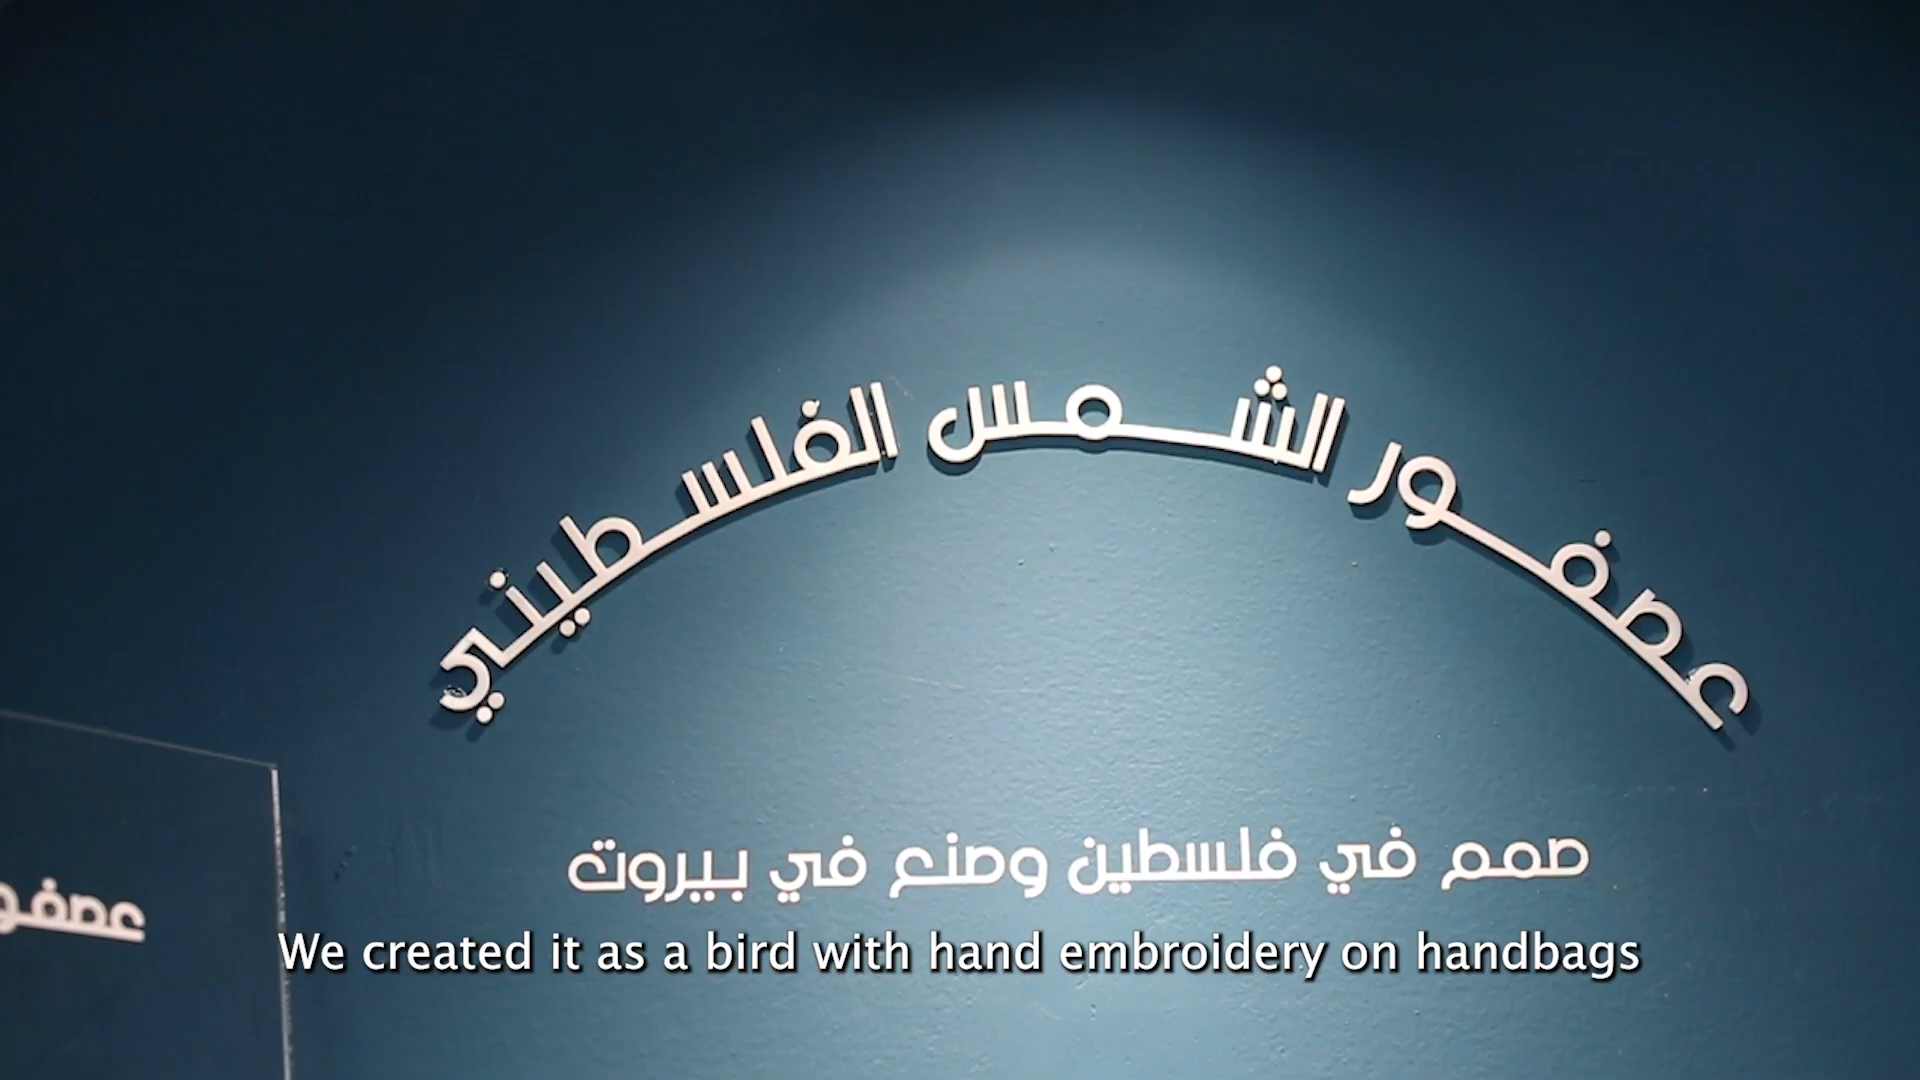 عصفور الشمس الفلسطيني
صمم في فلسطين وصنع في بيروت
عصفو
We created it as a bird with hand embroidery on handbags